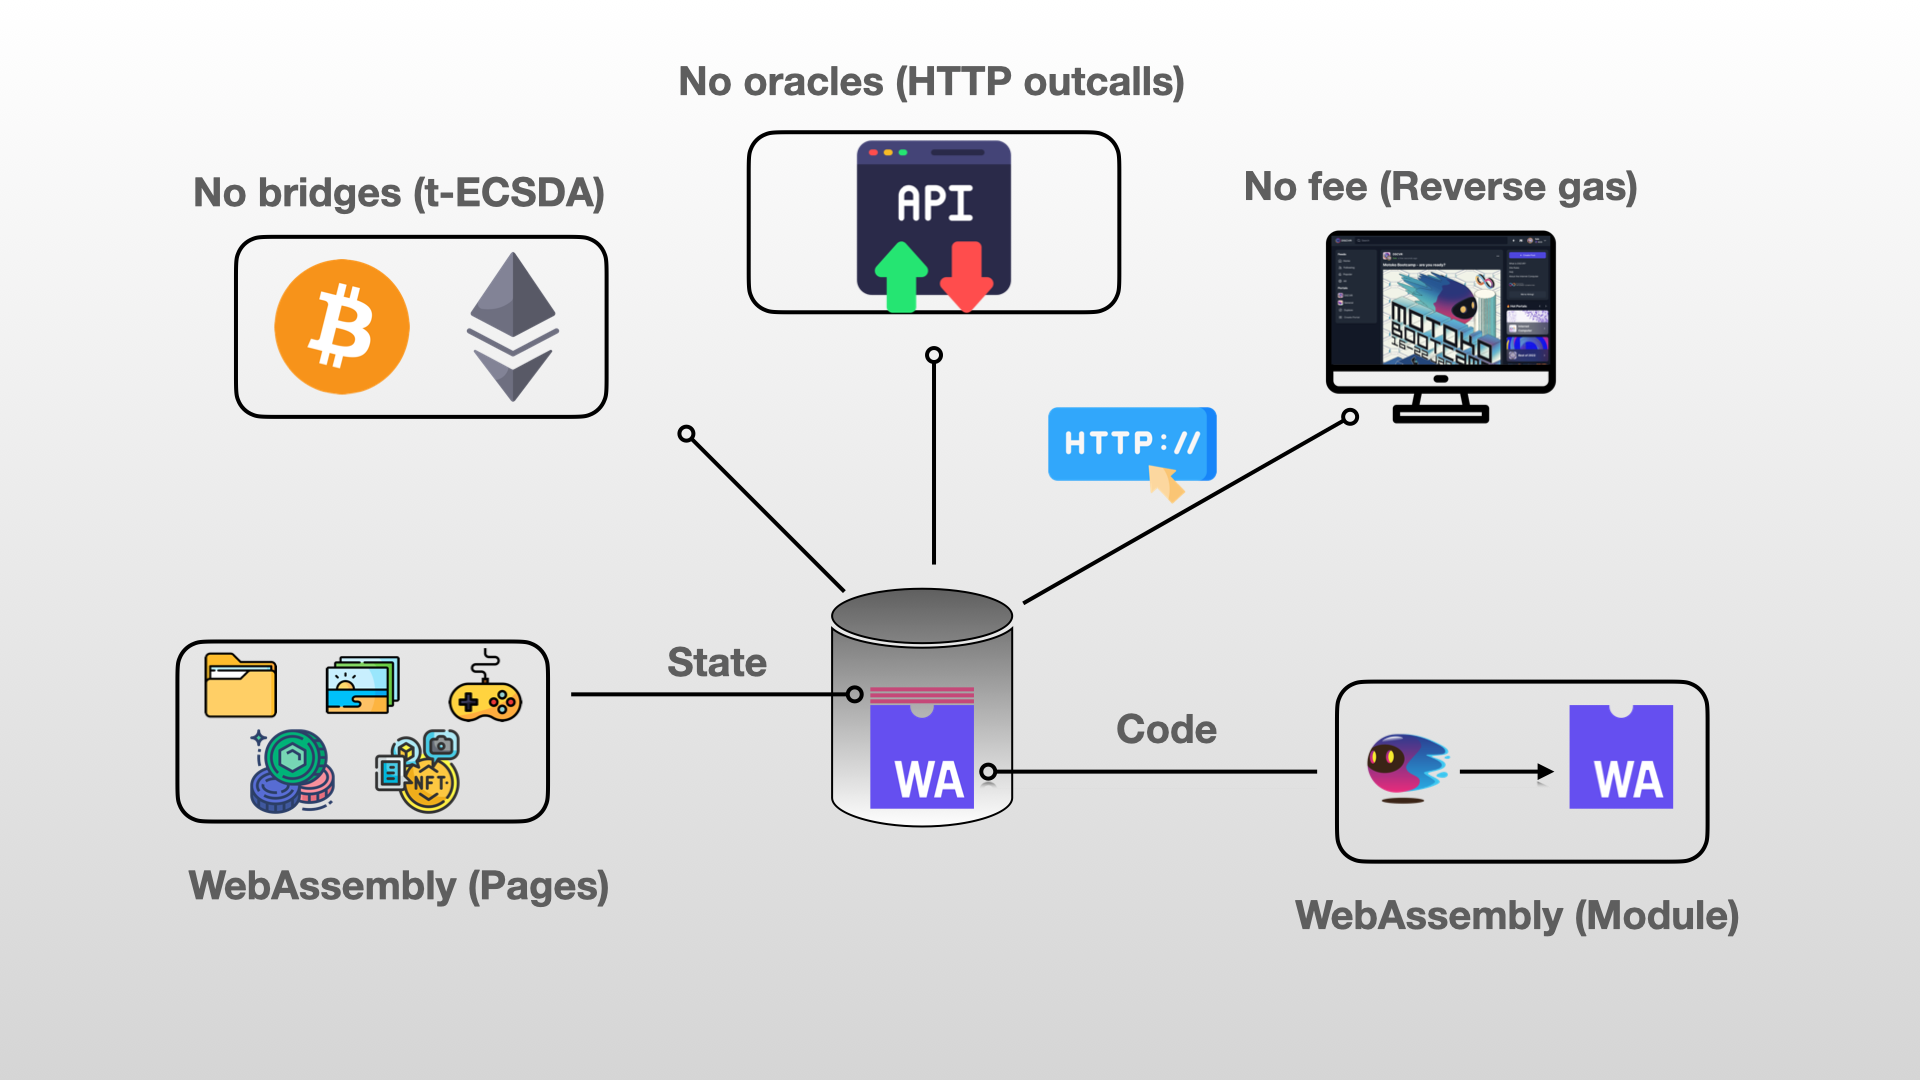 No oracles (HTTP outcalls)
No bridges (t-ECSDA)
No fee (Reverse gas)
API
MOTOKO
BOOTCAMP
HTTP://
State
Code
WA
WA
NFT
WebAssembly (Pages)
WebAssembly (Module)